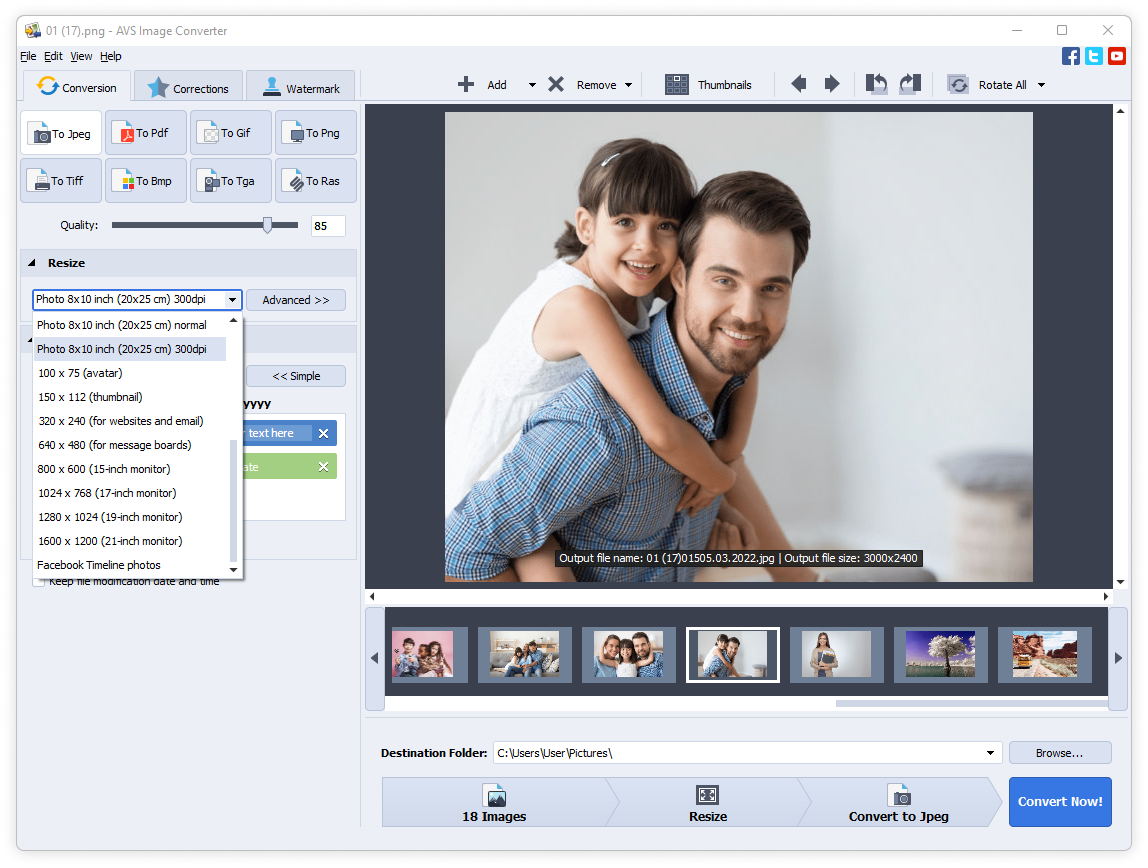 01 (17).png - AVS Image Converter
File Edit View Help
Conversion
Corrections
Watermark
Add
Remove
Thumbnails
Rotate All
To Jpeg
To Pdf
To Gif
To Png
To Tiff
To Bmp
To Tga
To Ras
Quality:
85
Resize
Photo 8x10 inch (20x25 cm) 300dpi
Advanced >>
Photo 8x10 inch (20x25 cm) normal
Photo 8x10 inch (20x25 cm) 300dpi
100 x 75 (avatar)
150 x 112 (thumbnail)
320 x 240 (for websites and email)
640 x 480 (for message boards)
800 x 600 (15-inch monitor)
1024 x 768 (17-inch monitor)
1280 x 1024 (19-inch monitor)
1600 x 1200 (21-inch monitor)
Facebook Timeline photos
<< Simple
yyyy
text here
Keep file modification date and time
Output file name: 01 (17)01505.03.2022.jpg | Output file size: 3000x2400
Destination Folder:
C:\Users\User\Pictures\
Browse...
18 Images
Resize
Convert to Jpeg
Convert Now!